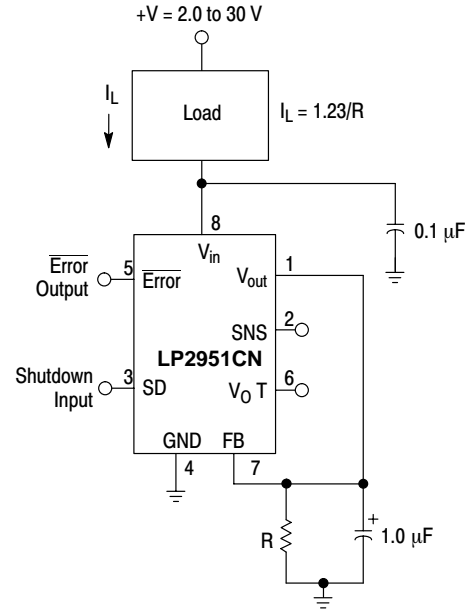 +V = 2.0 to 30 V
I_L
Load
I_L = 1.23/R
8
0.1 μF
V_in
Error
Output
5
Error
V_out
1
SNS
2
LP2951CN
Shutdown
Input
3
SD
V_O T
6
GND
FB
4
7
R
+
1.0 μF